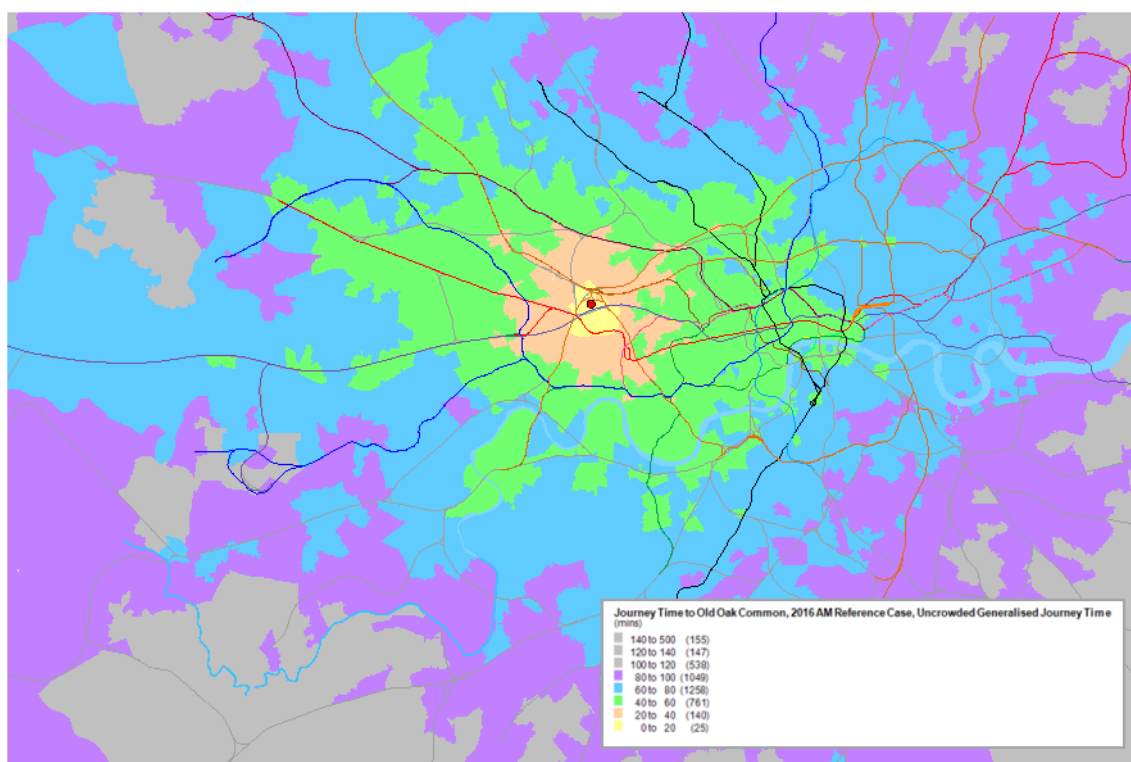 Journey Time to Old Oak Common, 2016 AM Reference Case, Uncrowded Generalised Journey Time
(mins)
140 to 500 (155)
120 to 140 (147)
100 to 120 (538)
80 to 100 (1049)
60 to 80 (1258)
40 to 60 (761)
20 to 40 (140)
0 to 20 (25)